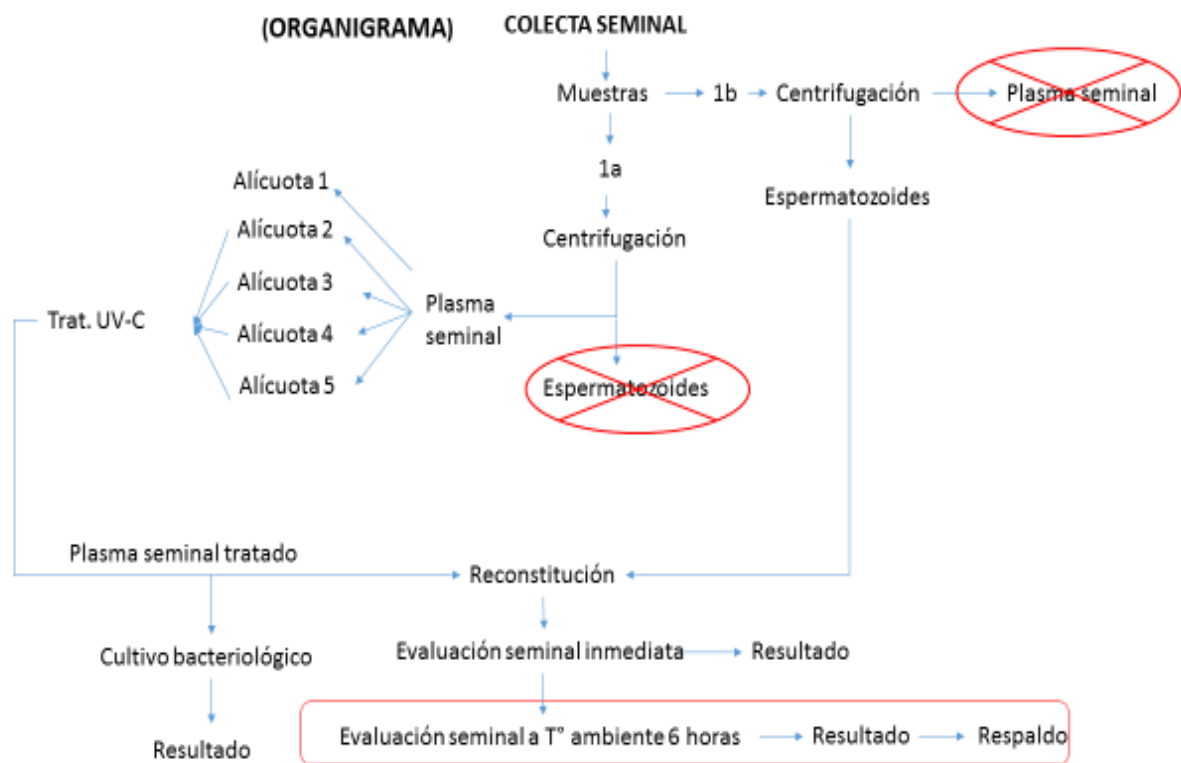 (ORGANIGRAMA) COLECTA SEMINAL
Muestras 1b Centrifugación Plasma seminal
1a
Espermatozoides
Centrifugación
Alícuota 1
Alícuota 2
Alícuota 3
Alícuota 4
Alícuota 5
Plasma
seminal
Trat. UV-C
Espermatozoides
Plasma seminal tratado
Reconstitución
Cultivo bacteriológico
Evaluación seminal inmediata Resultado
Resultado
Evaluación seminal a T° ambiente 6 horas Resultado Respaldo